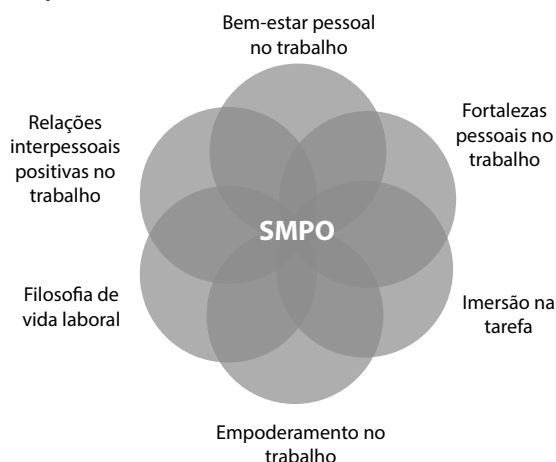 Bem-estar pessoal
no trabalho
Fortalezas
pessoais no
trabalho
Relações
interpessoais
positivas no
trabalho
SMPO
Filosofia de
vida laboral
Imersão na
tarefa
Empoderamento no
trabalho